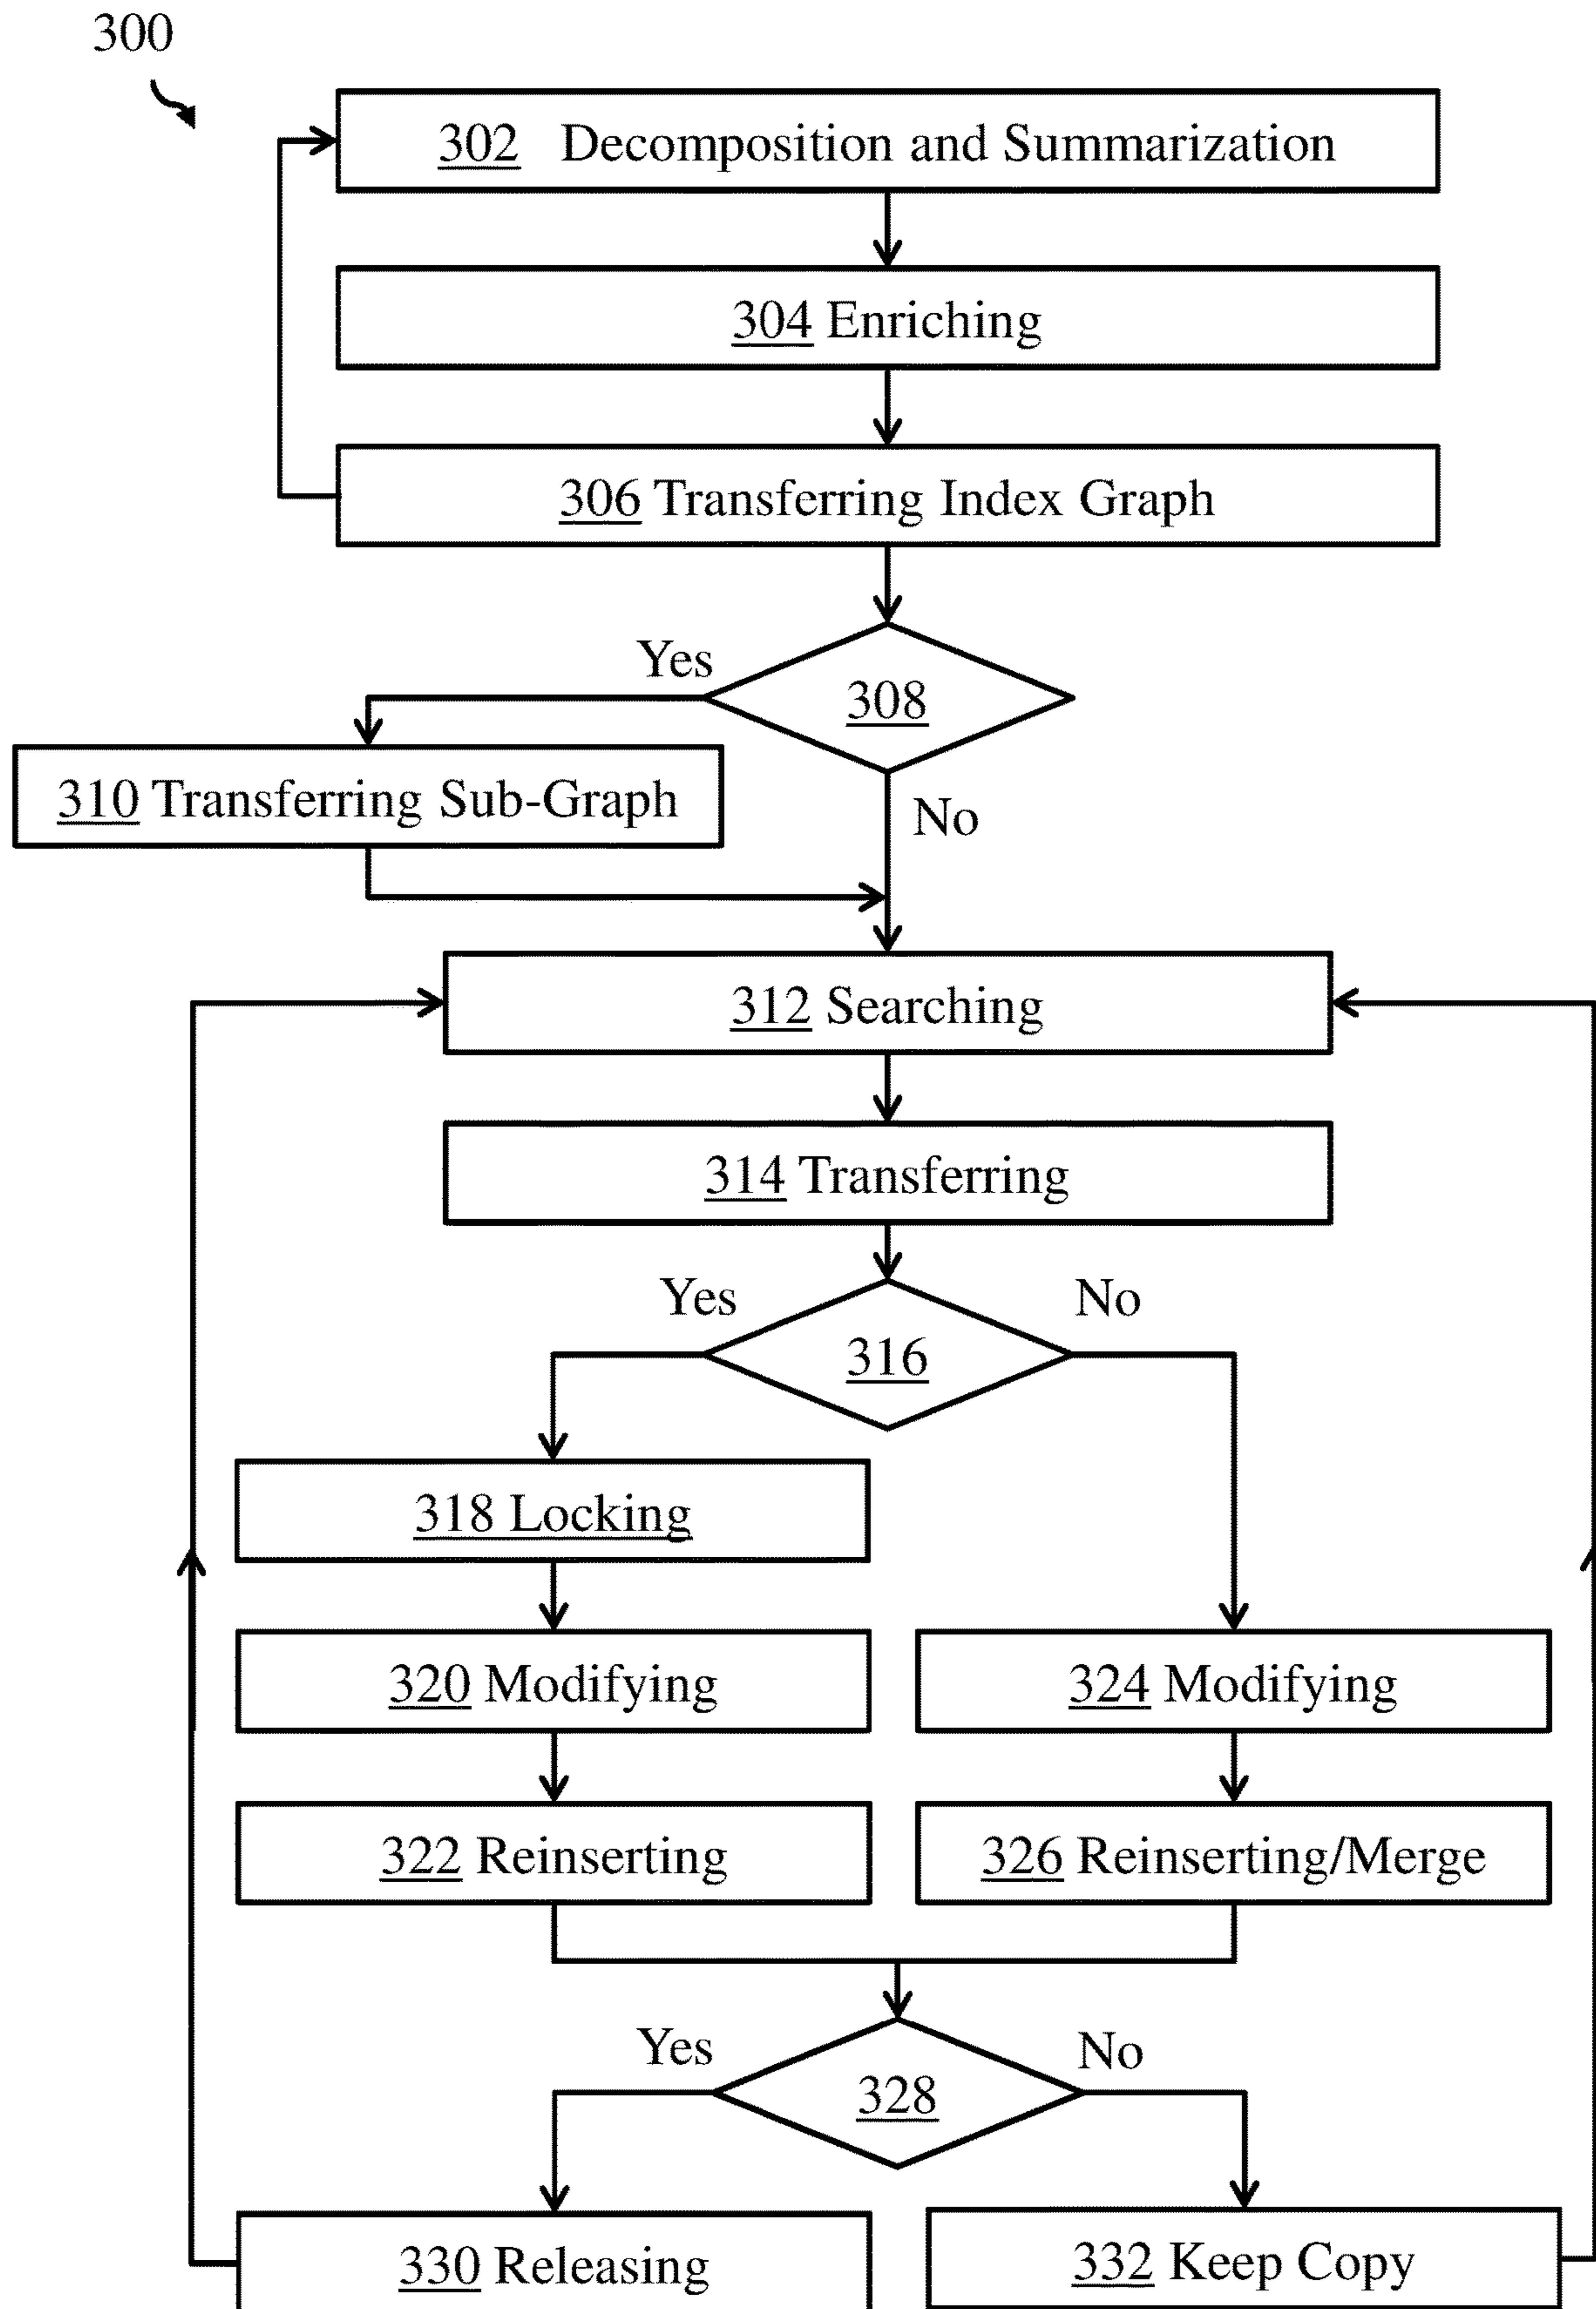 300
302 Decomposition and Summarization
304 Enriching
306 Transferring Index Graph
Yes
308
310 Transferring Sub-Graph
No
312 Searching
314 Transferring
Yes
No
316
318 Locking
320 Modifying
324 Modifying
322 Reinserting
326 Reinserting/Merge
Yes
No
328
330 Releasing
332 Keep Copy